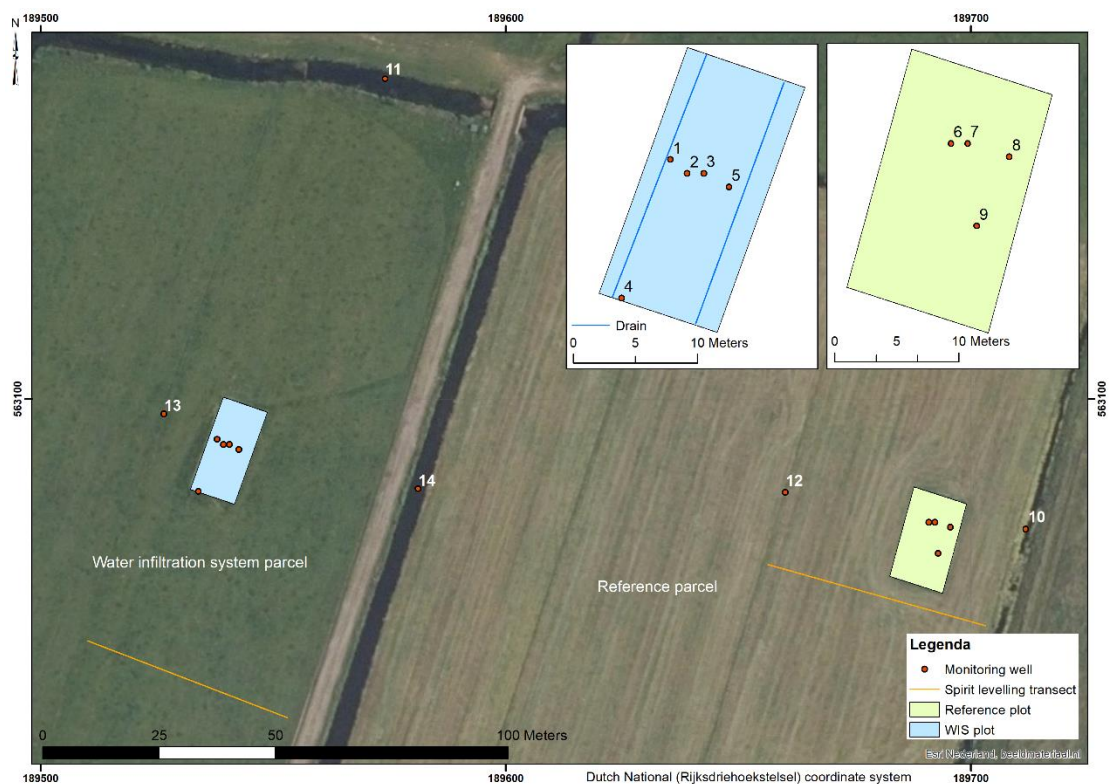 189500
189600
189700
N
11
1
2
3
5
4
Drain
0
5
10 Meters
6
7
8
9
0
5
10 Meters
563100
563100
13
14
12
10
Water infiltration system parcel
Reference parcel
Legenda
Monitoring well
Spirit levelling transect
Reference plot
WIS plot
Esri Nederland, beeldmateriaal.nl
0
25
50
100 Meters
189500
189600
189700
Dutch National (Rijksdriehoekstelsel) coordinate system